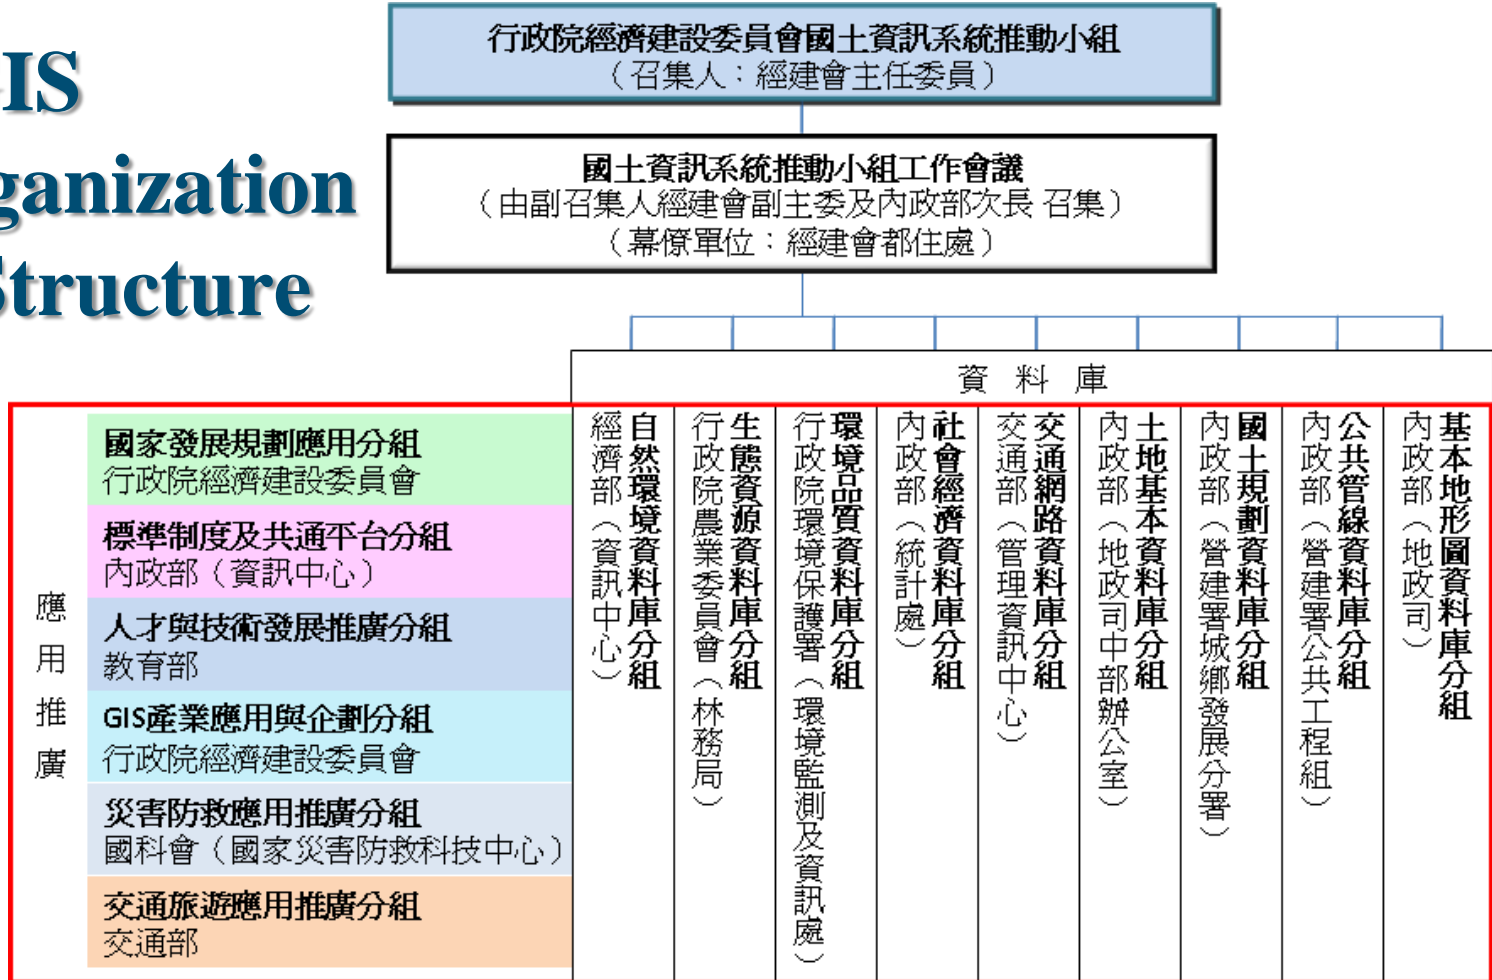 IS
ganization
Structure
行政院經濟建設委員會國土資訊系統推動小組
（召集人：經建會主任委員）
國土資訊系統推動小組工作會議
（由副召集人經建會副主委及內政部次長 召集）
（幕僚單位：經建會都住處）
資 料 庫
應用推廣
國家發展規劃應用分組
行政院經濟建設委員會
標準制度及共通平台分組
內政部（資訊中心）
人才與技術發展推廣分組
教育部
GIS產業應用與企劃分組
行政院經濟建設委員會
災害防救應用推廣分組
國科會（國家災害防救科技中心）
交通旅遊應用推廣分組
交通部
自然環境資料庫分組
經濟部（資訊中心）
生態資源資料庫分組
行政院農業委員會（林務局）
環境品質資料庫分組
行政院環境保護署（環境監測及資訊處）
社會經濟資料庫分組
內政部（統計處）
交通網路資料庫分組
交通部（管理資訊中心）
土地基本資料庫分組
內政部（地政司中部辦公室）
國土規劃資料庫分組
內政部（營建署城鄉發展分署）
公共管線資料庫分組
內政部（營建署公共工程組）
基本地形圖資料庫分組
內政部（地政司）